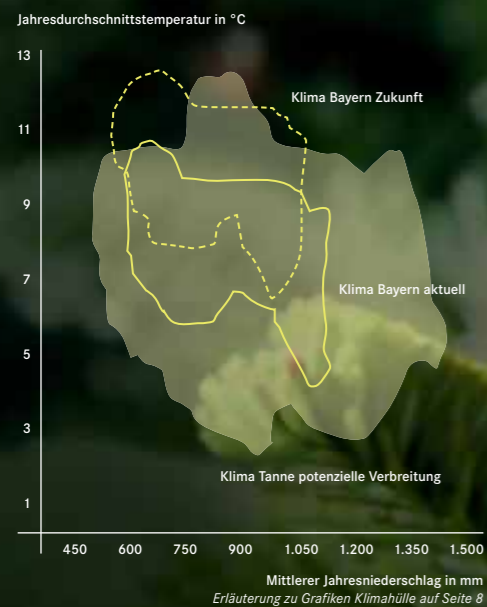 Jahresdurchschnittstemperatur in °C
13
Klima Bayern Zukunft
11
9
7
Klima Bayern aktuell
5
3
Klima Tanne potenzielle Verbreitung
1
450 600 750 900 1.050 1.200 1.350 1.500
Mittlerer Jahresniederschlag in mm
Erläuterung zu Grafiken Klimahülle auf Seite 8